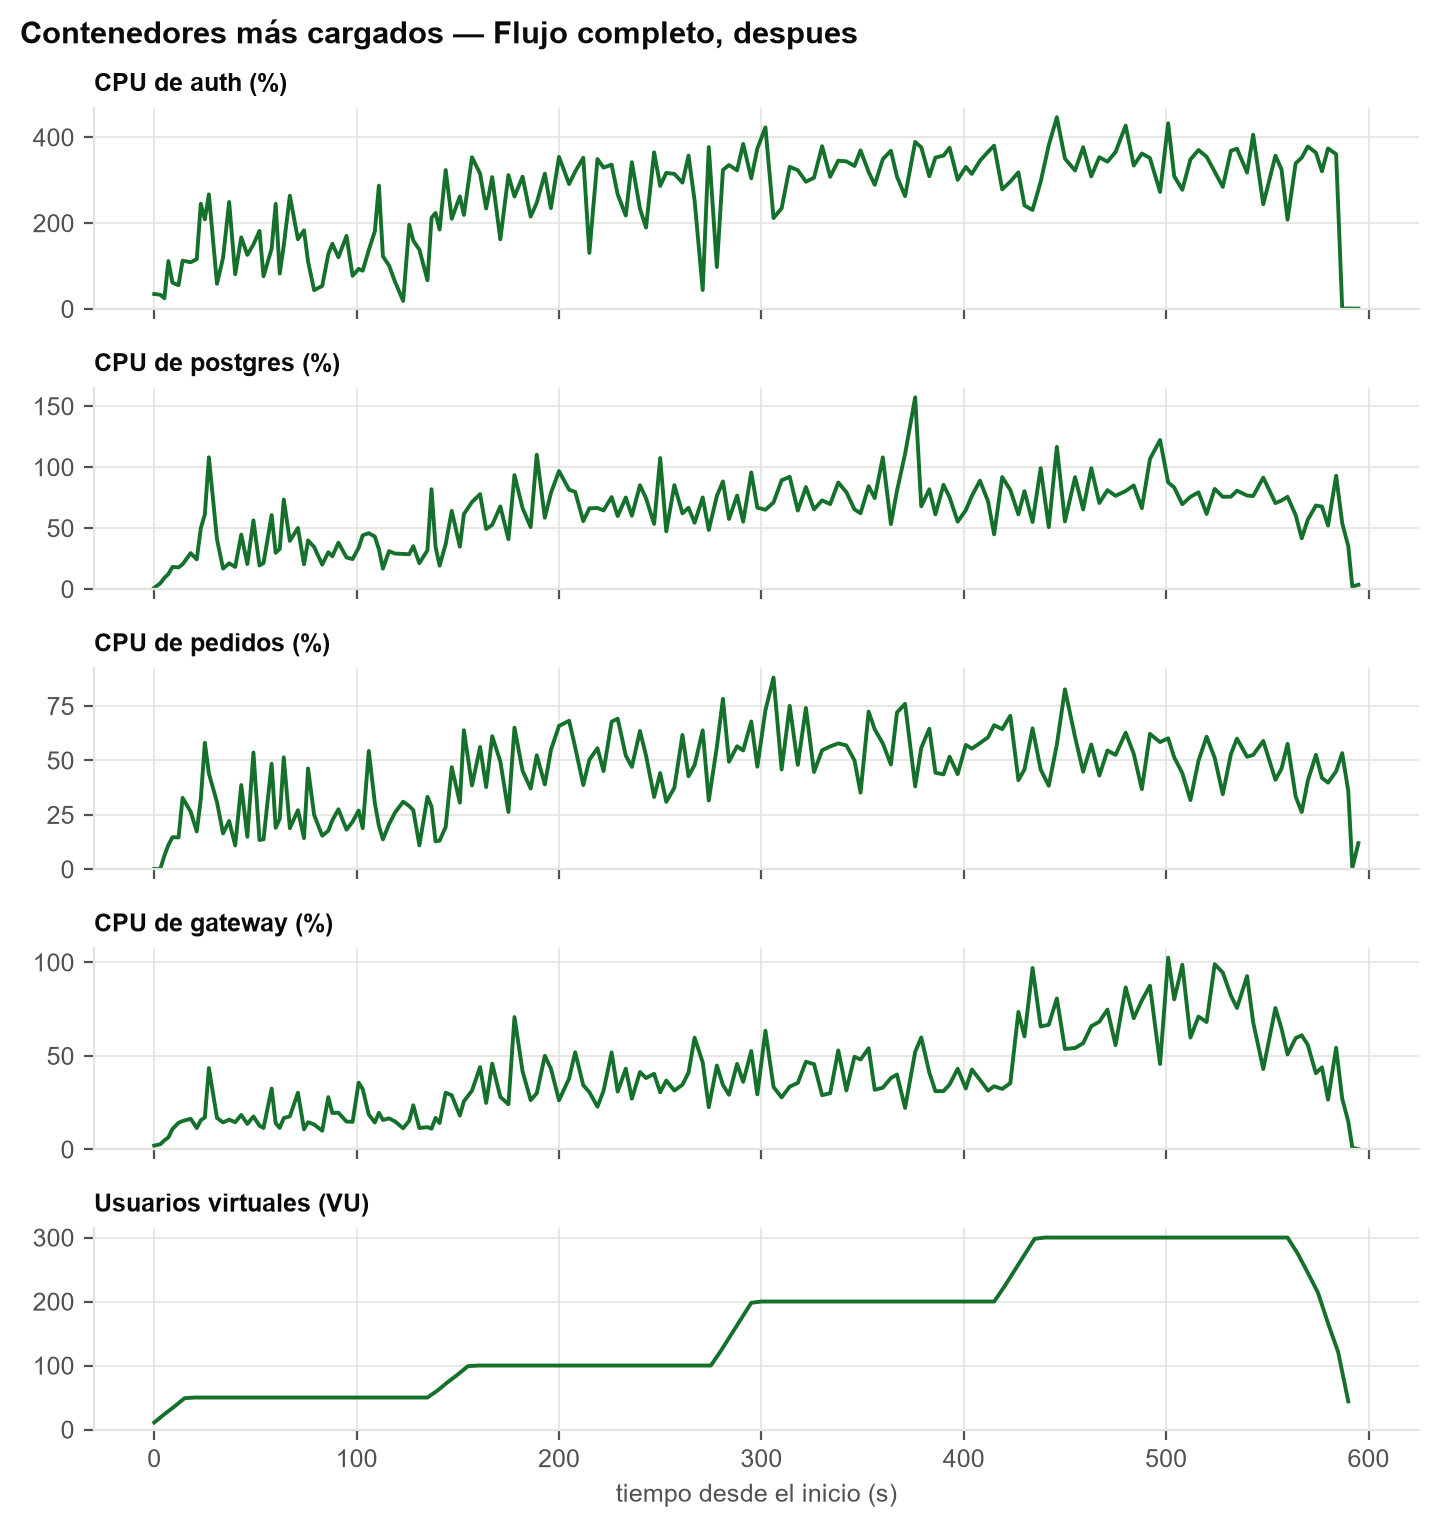 Contenedores más cargados — Flujo completo, despues
CPU de auth (%)
400
200
0
CPU de postgres (%)
150
100
50
0
CPU de pedidos (%)
75
50
25
0
CPU de gateway (%)
100
50
0
Usuarios virtuales (VU)
300
200
100
0
0 100 200 300 400 500 600
tiempo desde el inicio (s)